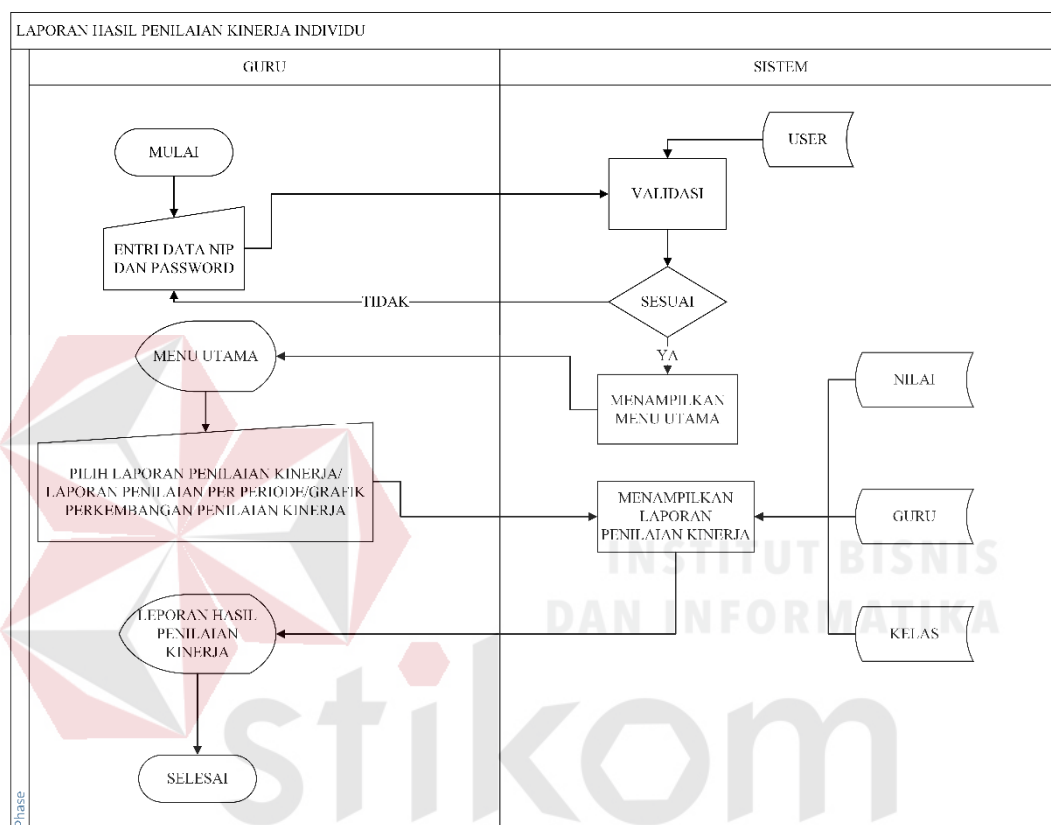 LAPORAN HASIL PENILAIAN KINERJA INDIVIDU
GURU
SISTEM
MULAI
USER
VALIDASI
ENTRI DATA NIP
DAN PASSWORD
TIDAK
SESUAI
YA
MENU UTAMA
MENAMPILKAN
MENU UTAMA
NILAI
PILIH LAPORAN PENILAIAN KINERJA/
LAPORAN PENILAIAN PER PERIODE/GRAFIK
PERKEMBANGAN PENILAIAN KINERJA
MENAMPILKAN
LAPORAN
PENILAIAN KINERJA
GURU
INSTITUT BISNIS
DAN INFORMATIKA
LEPORAN HASIL
PENILAIAN
KINERJA
KELAS
stikom
SELESAI
Phase